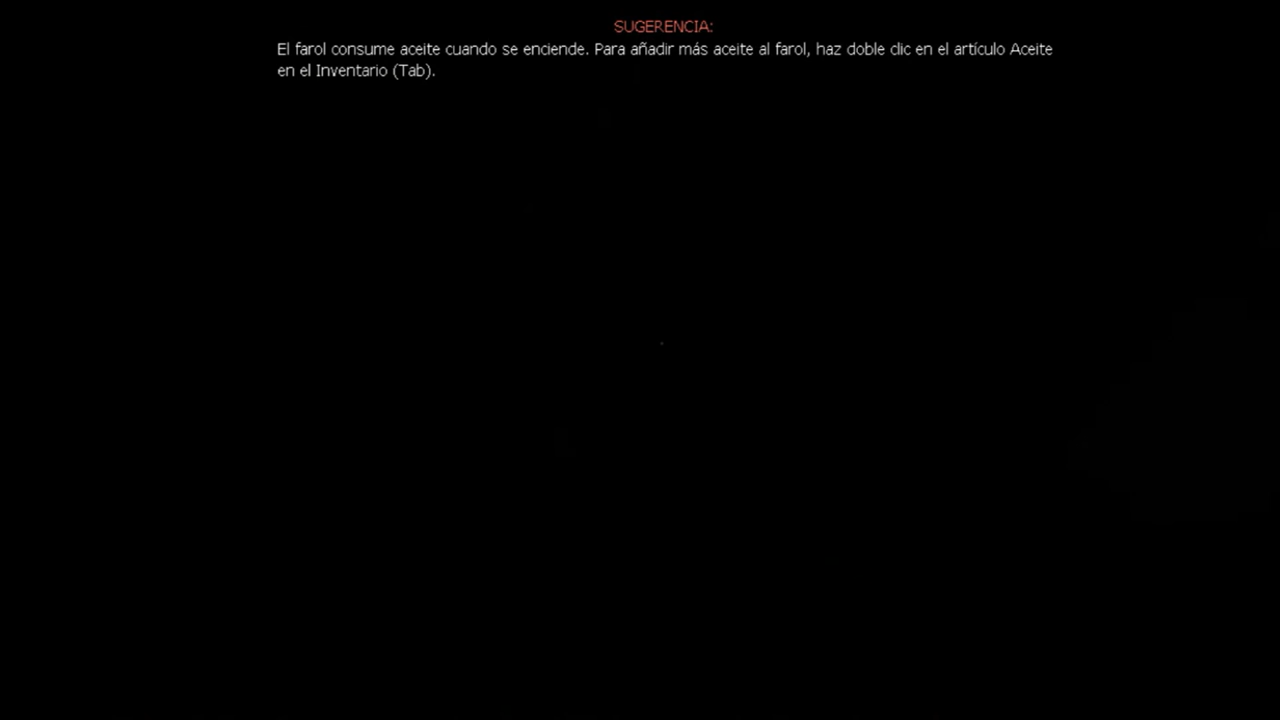 SUGERENCIA:
El farol consume aceite cuando se enciende. Para añadir más aceite al farol, haz doble clic en el artículo Aceite
en el Inventario (Tab).